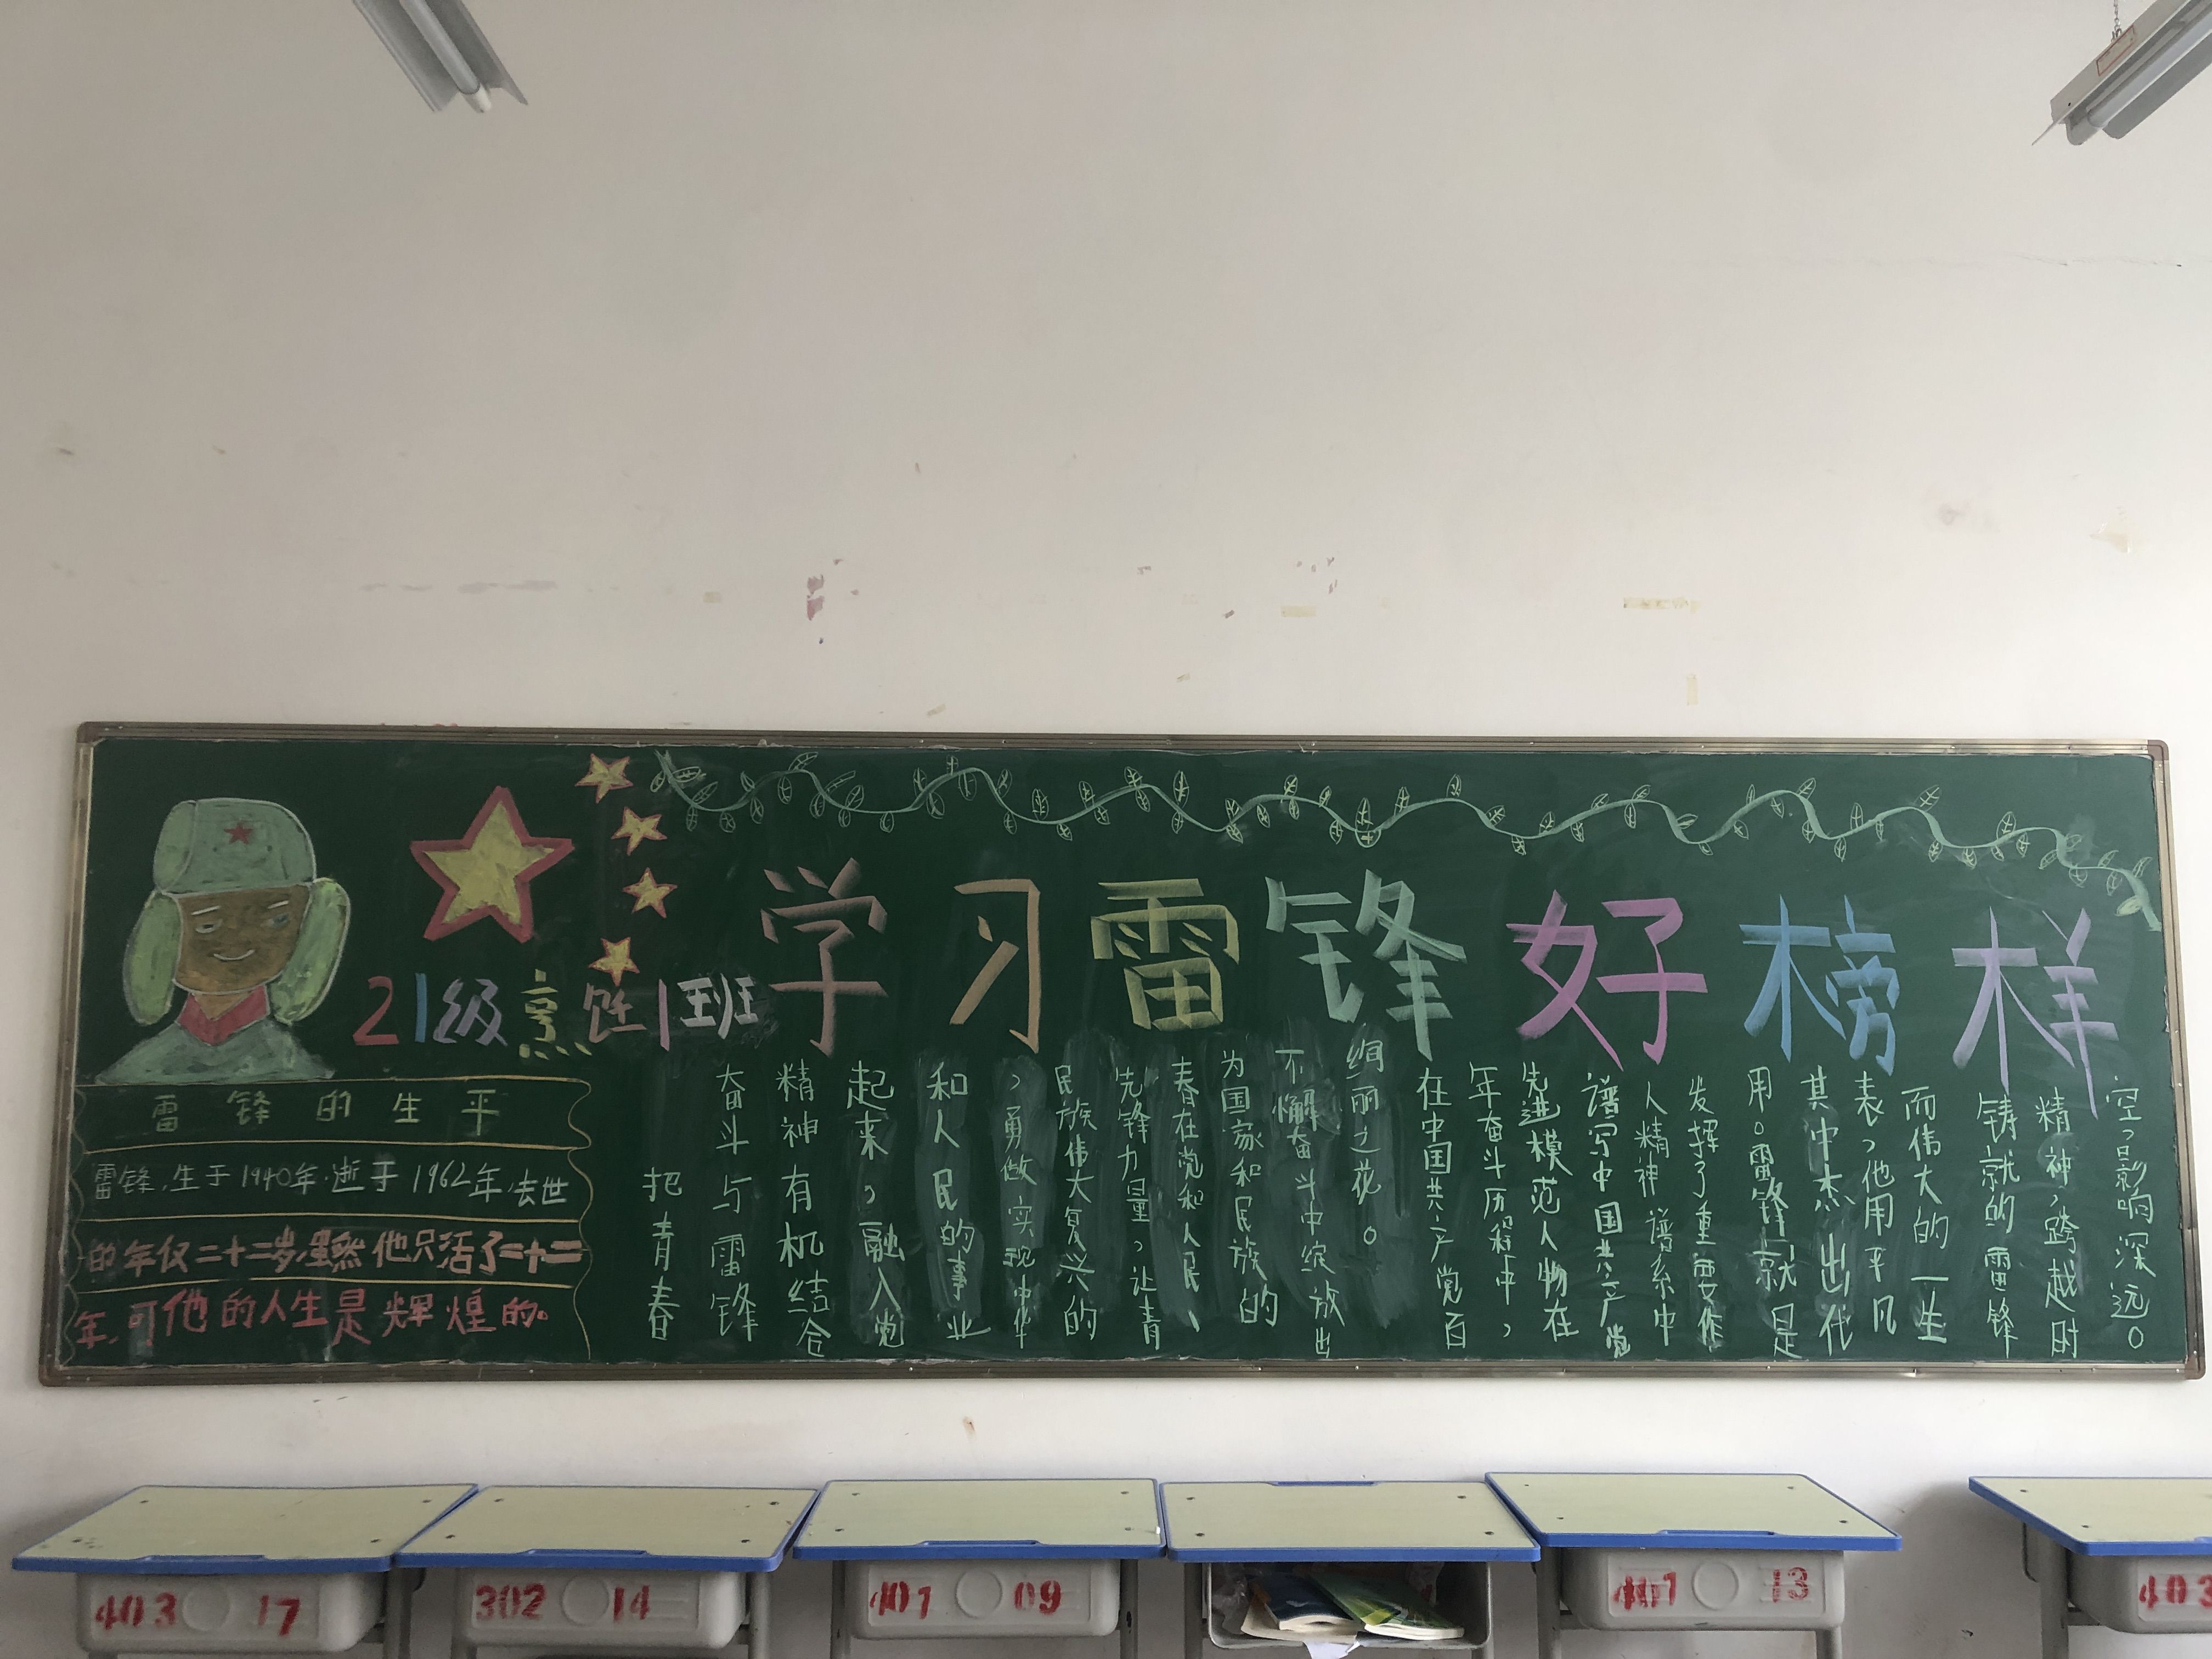 学习雷锋好榜样
21级烹饪1班
雷锋的生平
雷锋,生于1940年.逝于1962年,去世
的年仅二十二岁,虽然他只活了二十二
年,可他的人生是辉煌的。
把青春
奋斗与雷锋
精神有机结合
起来，融入党
和人民的事业
，勇做实现中华
民族伟大复兴的
先锋力量，让青
春在党和人民、
为国家和民族的
不懈奋斗中绽放出
绚丽之花。
在中国共产党百
年奋斗历程中，
先进模范人物在
谱写中国共产党
人精神谱系中
发挥了重要作
用。雷锋就是
其中杰出代
表，他用平凡
而伟大的一生
铸就的雷锋
精神，跨越时
空，影响深远。
403 17
302 14
401 09
401 13
403